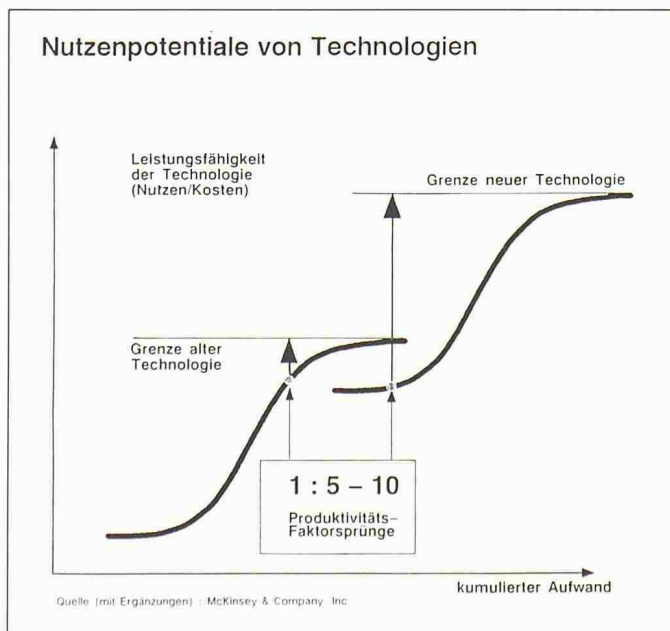 Nutzenpotentiale von Technologien
Leistungsfähigkeit
der Technologie
(Nutzen/Kosten)
Grenze neuer Technologie
Grenze alter
Technologie
1 : 5 – 10
Produktivitäts-
Faktorsprünge
kumulierter Aufwand
Quelle (mit Ergänzungen) : McKinsey & Company Inc